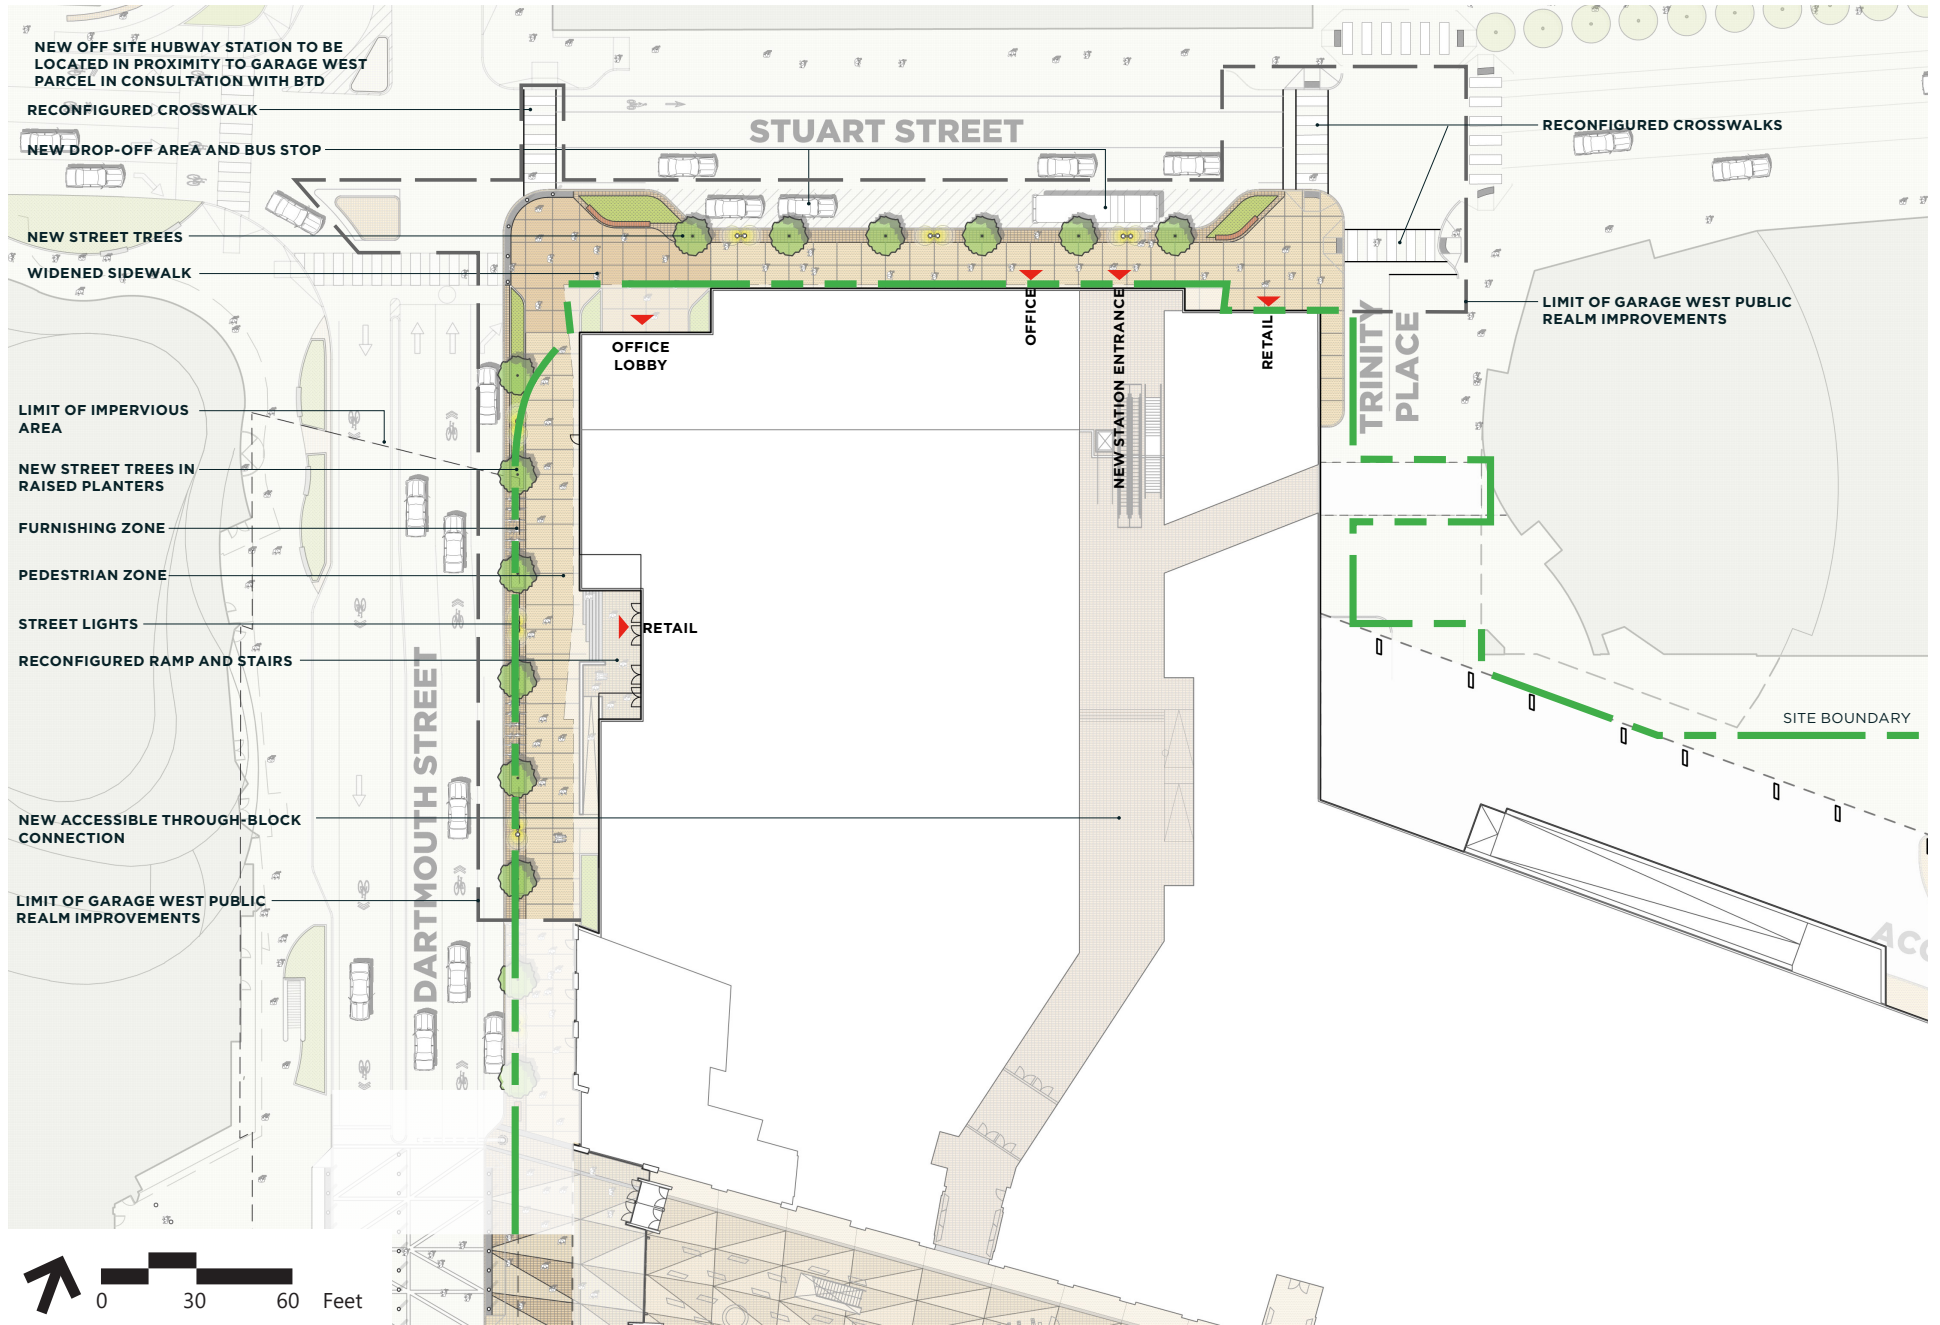 NEW OFF SITE HUBWAY STATION TO BE
LOCATED IN PROXIMITY TO GARAGE WEST
PARCEL IN CONSULTATION WITH BTD
RECONFIGURED CROSSWALK
NEW DROP-OFF AREA AND BUS STOP
STUART STREET
RECONFIGURED CROSSWALKS
NEW STREET TREES
WIDENED SIDEWALK
LIMIT OF GARAGE WEST PUBLIC
REALM IMPROVEMENTS
OFFICE
LOBBY
OFFICE
NEW STATION ENTRANCE
RETAIL
TRINITY
PLACE
LIMIT OF IMPERVIOUS
AREA
NEW STREET TREES IN
RAISED PLANTERS
FURNISHING ZONE
PEDESTRIAN ZONE
STREET LIGHTS
RETAIL
RECONFIGURED RAMP AND STAIRS
DARTMOUTH STREET
SITE BOUNDARY
NEW ACCESSIBLE THROUGH-BLOCK
CONNECTION
LIMIT OF GARAGE WEST PUBLIC
REALM IMPROVEMENTS
ACC
0 30 60 Feet